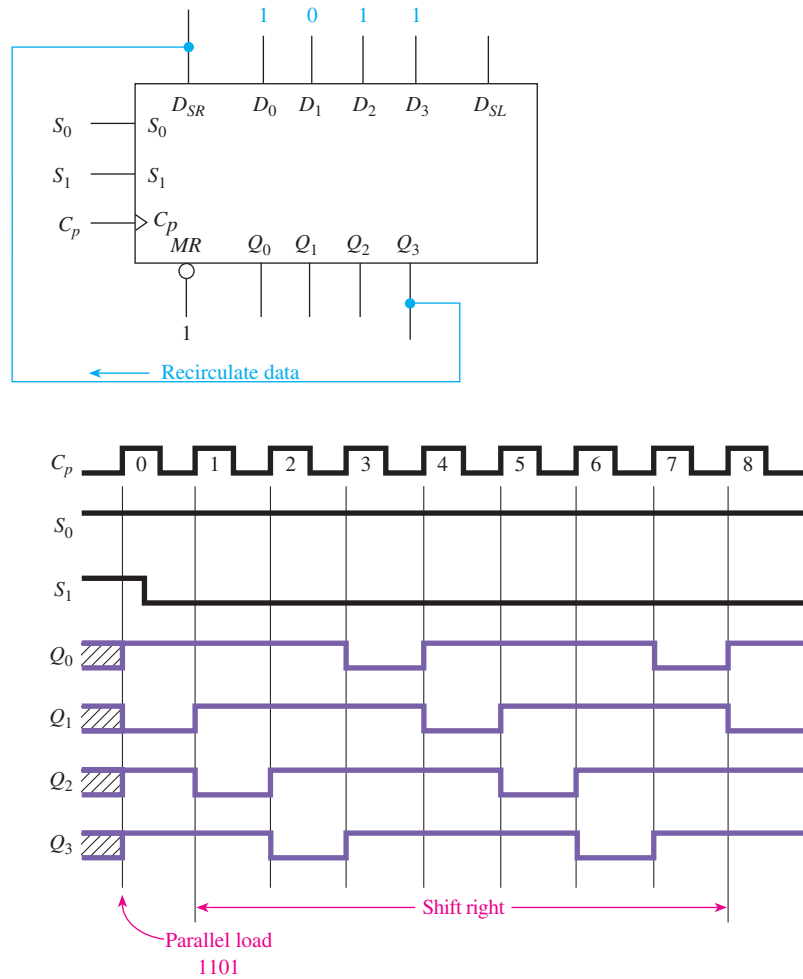 1 0 1 1
D_SR D_0 D_1 D_2 D_3 D_SL
S_0 S_0
S_1 S_1
C_p C_p
MR Q_0 Q_1 Q_2 Q_3
1
Recirculate data
C_p 0 1 2 3 4 5 6 7 8
S_0
S_1
Q_0
Q_1
Q_2
Q_3
Shift right
Parallel load
1101